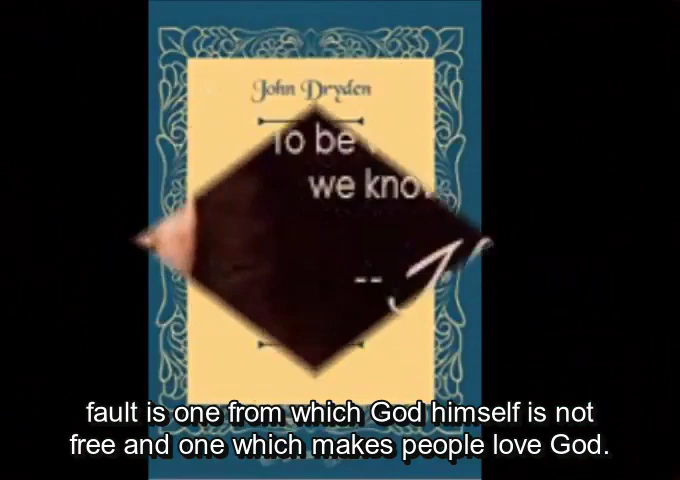 John Dryden
To be
we kno
--
fault is one from which God himself is not
free and one which makes people love God.